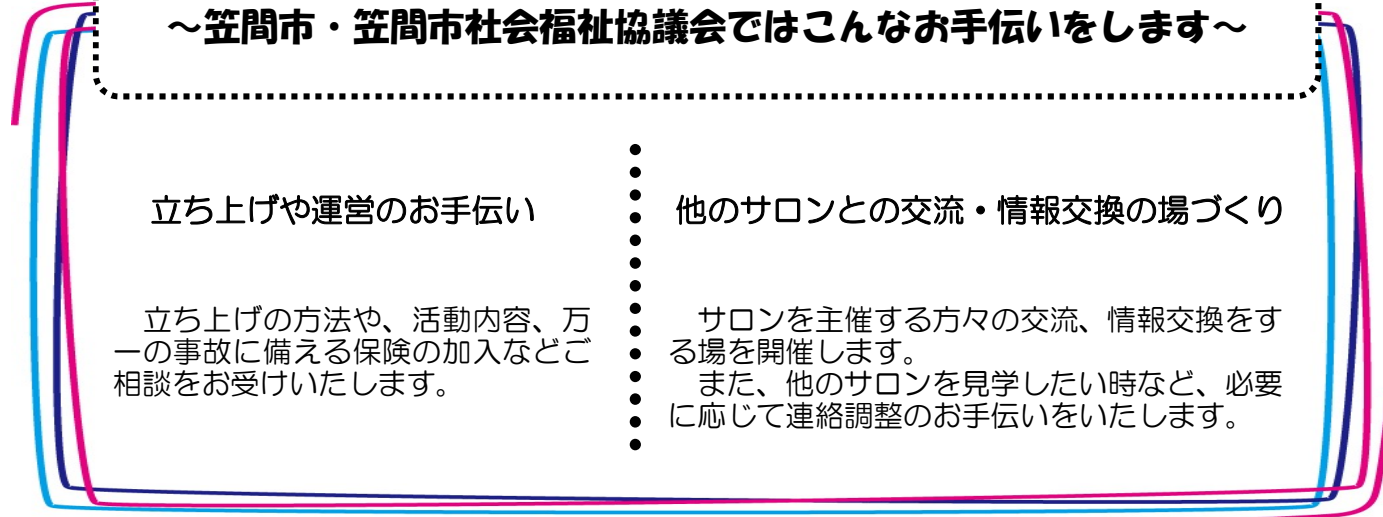 ～笠間市・笠間市社会福祉協議会ではこんなお手伝いをします～
立ち上げや運営のお手伝い
立ち上げの方法や、活動内容、万
一の事故に備える保険の加入などご
相談をお受けいたします。
他のサロンとの交流・情報交換の場づくり
サロンを主催する方々の交流、情報交換をす
る場を開催します。
また、他のサロンを見学したい時など、必要
に応じて連絡調整のお手伝いをいたします。